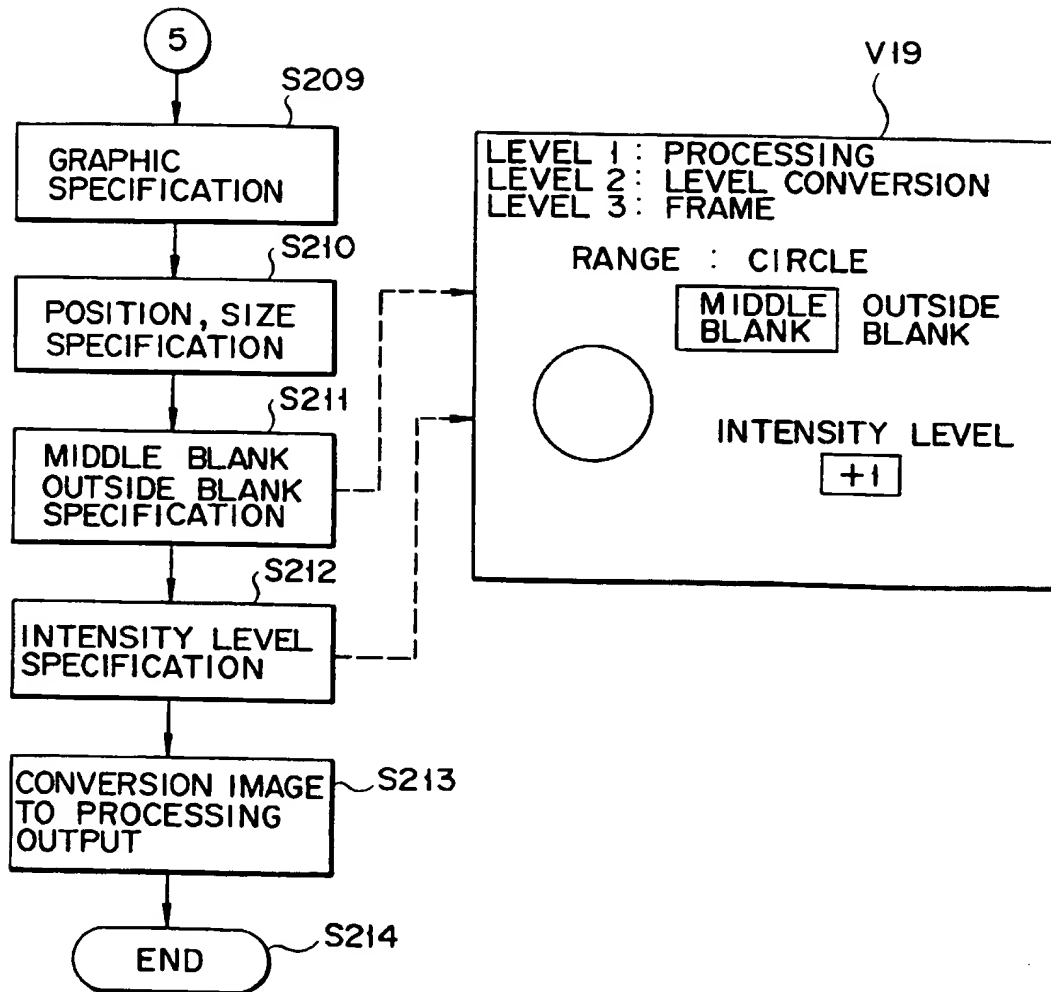 5
S209
GRAPHIC
SPECIFICATION
S210
POSITION, SIZE
SPECIFICATION
S211
MIDDLE BLANK
OUTSIDE BLANK
SPECIFICATION
S212
INTENSITY LEVEL
SPECIFICATION
S213
CONVERSION IMAGE
TO PROCESSING
OUTPUT
S214
END
V19
LEVEL 1 : PROCESSING
LEVEL 2 : LEVEL CONVERSION
LEVEL 3 : FRAME
RANGE : CIRCLE
MIDDLE
BLANK
OUTSIDE
BLANK
INTENSITY LEVEL
+1